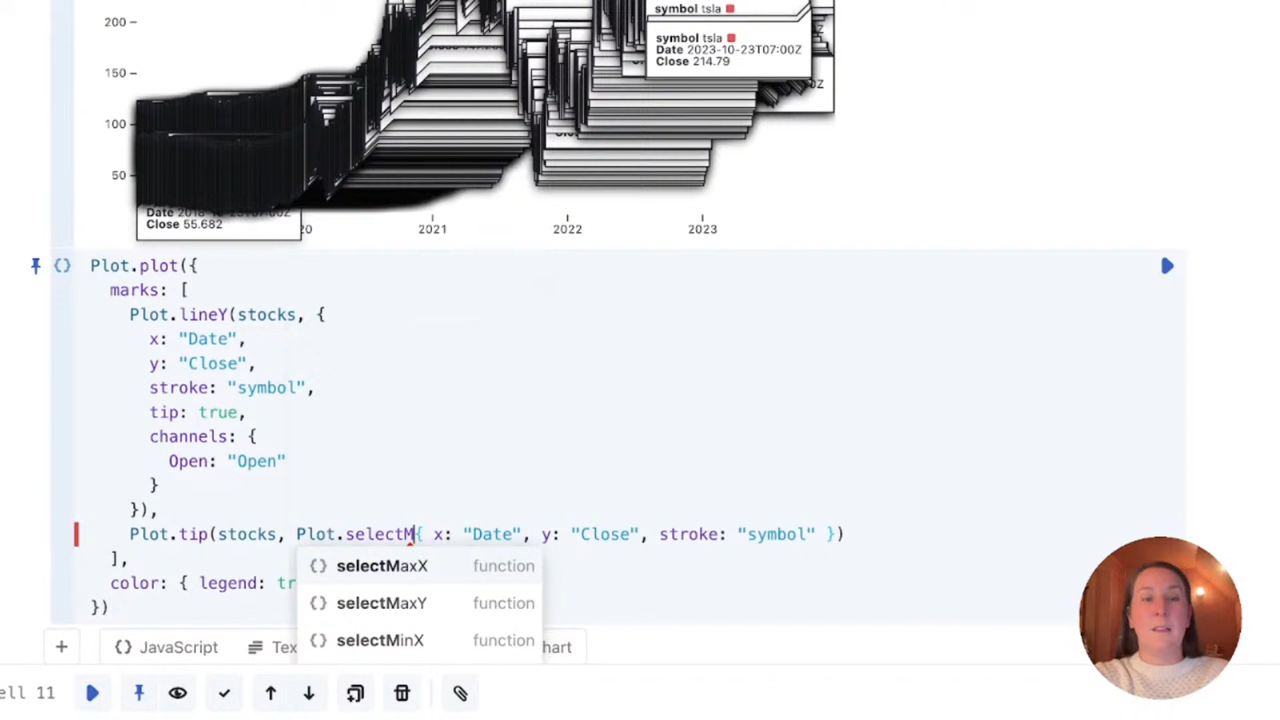 200
symbol tsla
symbol tsla
Date 2023-10-23T07:00Z
Close 214.79
150
100
50
Close 55.682
20 2021 2022 2023
Plot.plot({
marks: [
Plot.lineY(stocks, {
x: "Date",
y: "Close",
stroke: "symbol",
tip: true,
channels: {
Open: "Open"
}
}),
Plot.tip(stocks, Plot.selectM{ x: "Date", y: "Close", stroke: "symbol" })
],
color: { legend: tr
})
selectMaxX function
selectMaxY function
selectMinX function
+ {} JavaScript Tex hart
ell 11